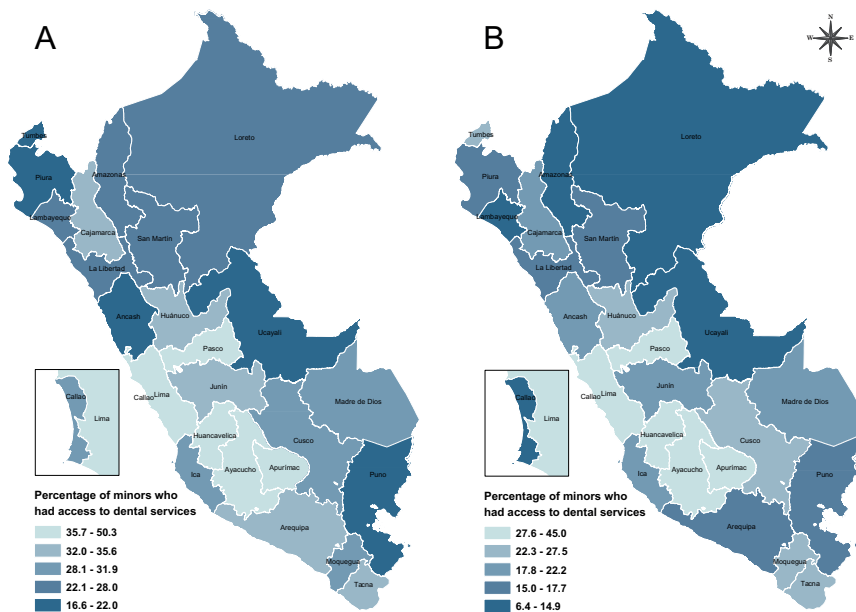 A
B
N
W E
S
Tumbes
Piura
Lambayeque
Amazonas
Loreto
Cajamarca
San Martín
La Libertad
Ancash
Huánuco
Ucayali
Pasco
Junín
Callao
Lima
Madre de Dios
Huancavelica
Cusco
Ayacucho
Apurímac
Ica
Puno
Arequipa
Moquegua
Tacna
Callao
Lima
Percentage of minors who
had access to dental services
35.7 - 50.3
32.0 - 35.6
28.1 - 31.9
22.1 - 28.0
16.6 - 22.0
Tumbes
Piura
Lambayeque
Amazonas
Loreto
Cajamarca
San Martín
La Libertad
Ancash
Huánuco
Ucayali
Pasco
Junín
Callao
Lima
Madre de Dios
Huancavelica
Cusco
Ayacucho
Apurímac
Ica
Puno
Arequipa
Moquegua
Tacna
Callao
Lima
Percentage of minors who
had access to dental services
27.6 - 45.0
22.3 - 27.5
17.8 - 22.2
15.0 - 17.7
6.4 - 14.9